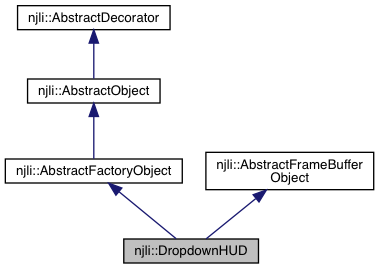 njli::AbstractDecorator
njli::AbstractObject
njli::AbstractFactoryObject
njli::AbstractFrameBuffer
Object
njli::DropdownHUD